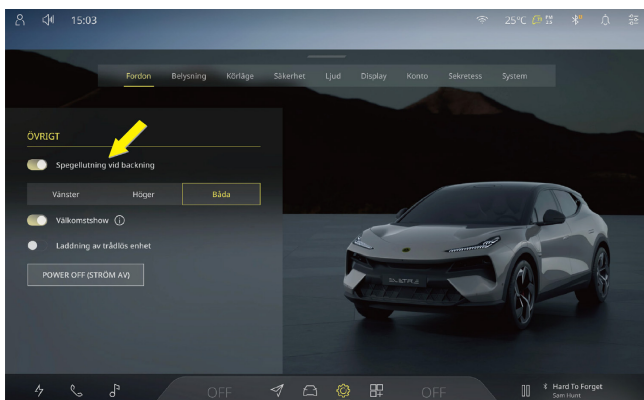 15:03
25°C
Fordon Belysning Körläge Säkerhet Ljud Display Konto Sekretess System
ÖVRIGT
Spegellutning vid backning
Vänster Höger Båda
Välkomstshow
Laddning av trådlös enhet
POWER OFF (STRÖM AV)
ELETRE
OFF OFF
Hard To Forget
Sam Hunt